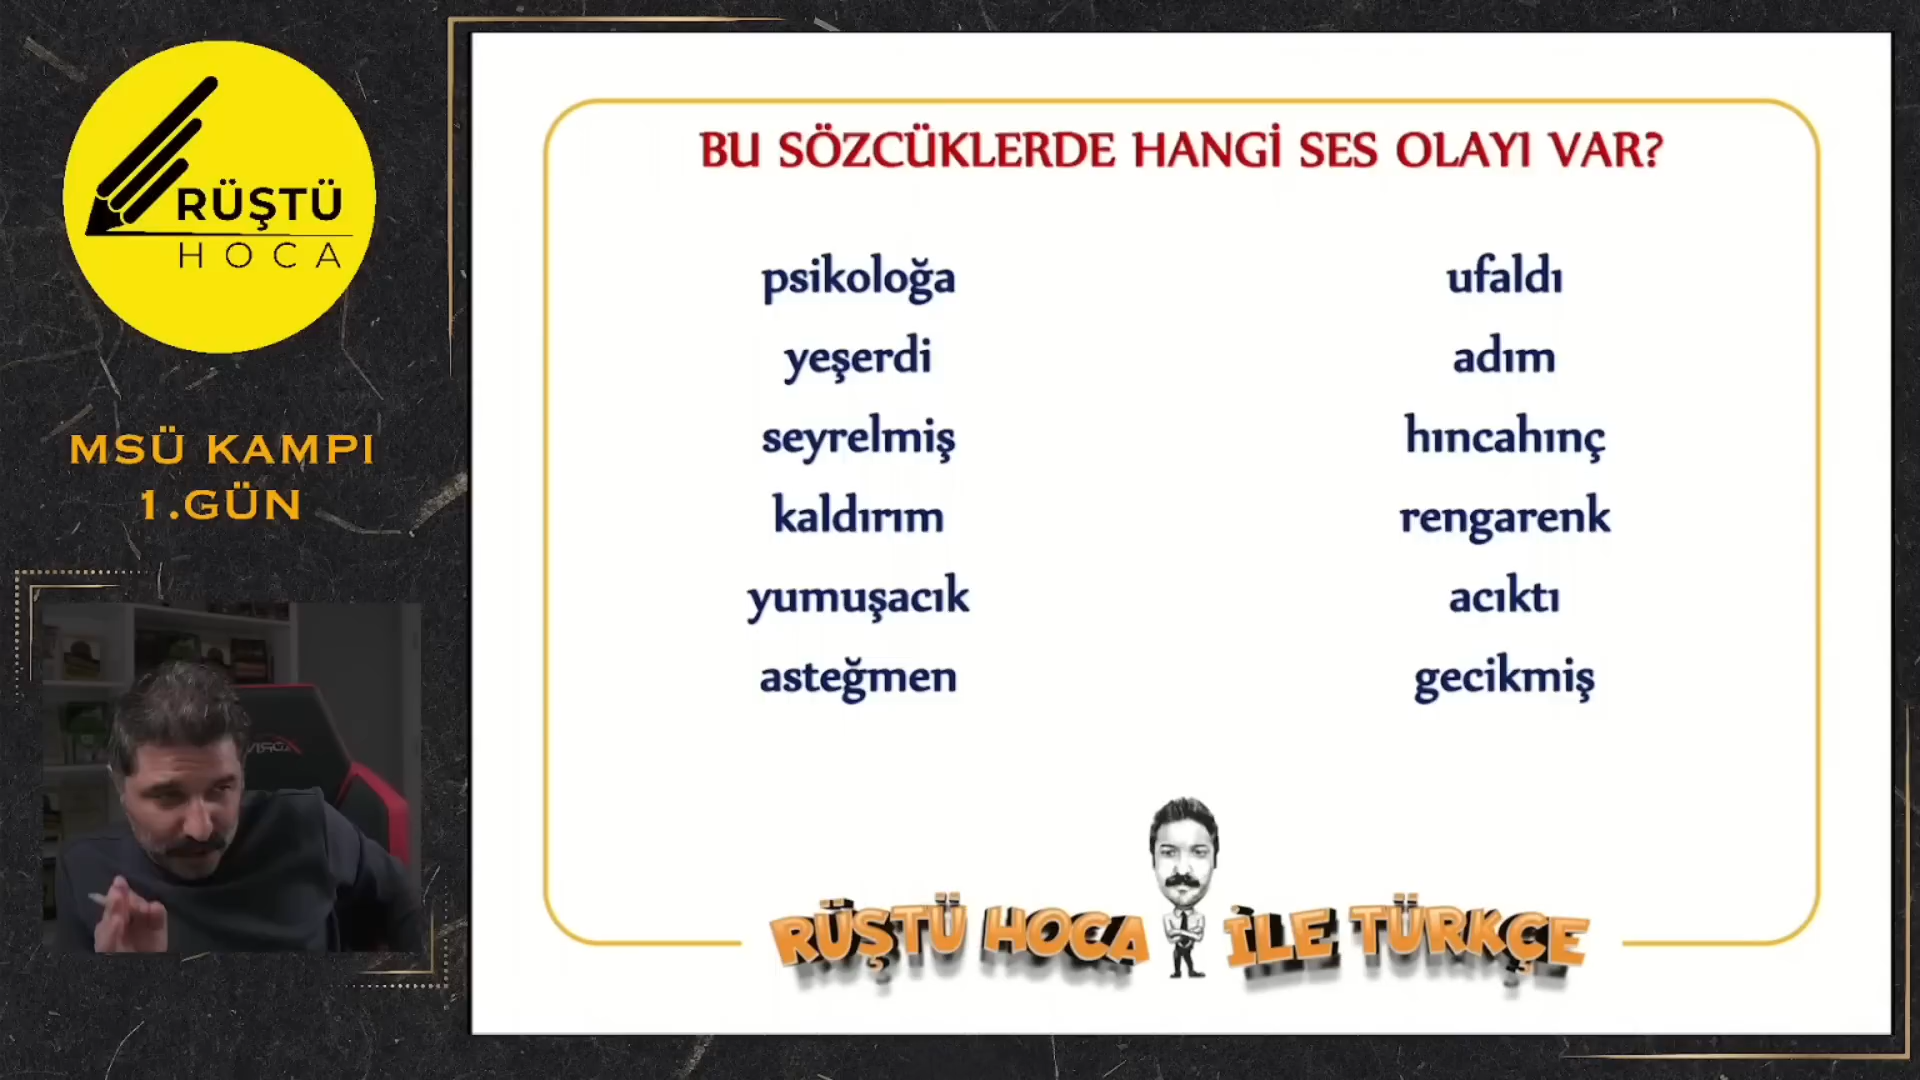 RÜŞTÜ
HOCA
MSÜ KAMPI
1.GÜN
BU SÖZCÜKLERDE HANGİ SES OLAYI VAR?
psikoloğa
yeşerdi
seyrelmiş
kaldırım
yumuşacık
asteğmen
ufaldı
adım
hıncahınç
rengarenk
acıktı
gecikmiş
RÜŞTÜ HOCA İLE TÜRKÇE